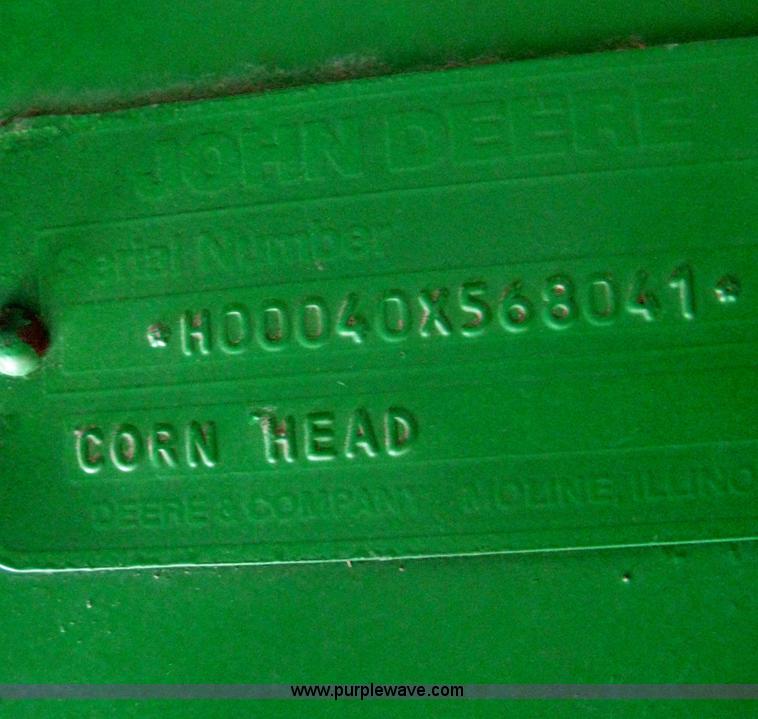 JOHN DEERE
Serial Number
*H00040X568041*
CORN HEAD
DEERE & COMPANY MOLINE, ILLINO
www.purplewave.com